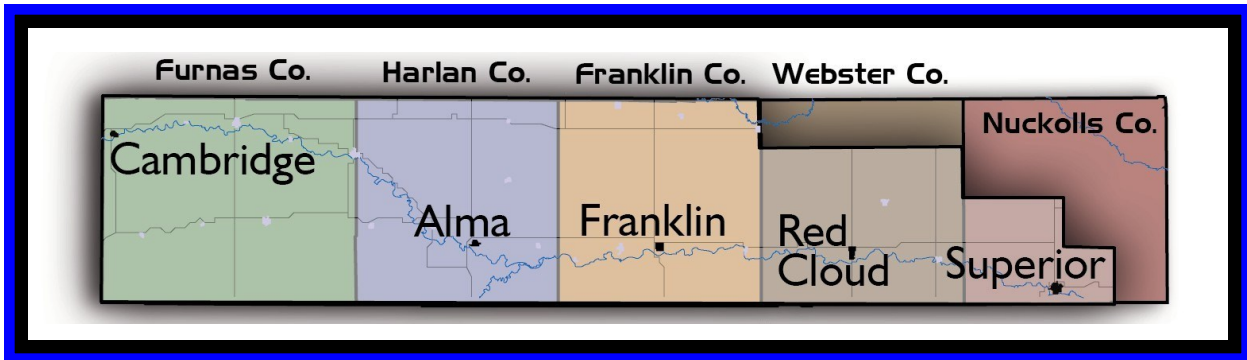 Furnas Co.
Harlan Co.
Franklin Co.
Webster Co.
Nuckolls Co.
Cambridge
Alma
Franklin
Red
Cloud
Superior